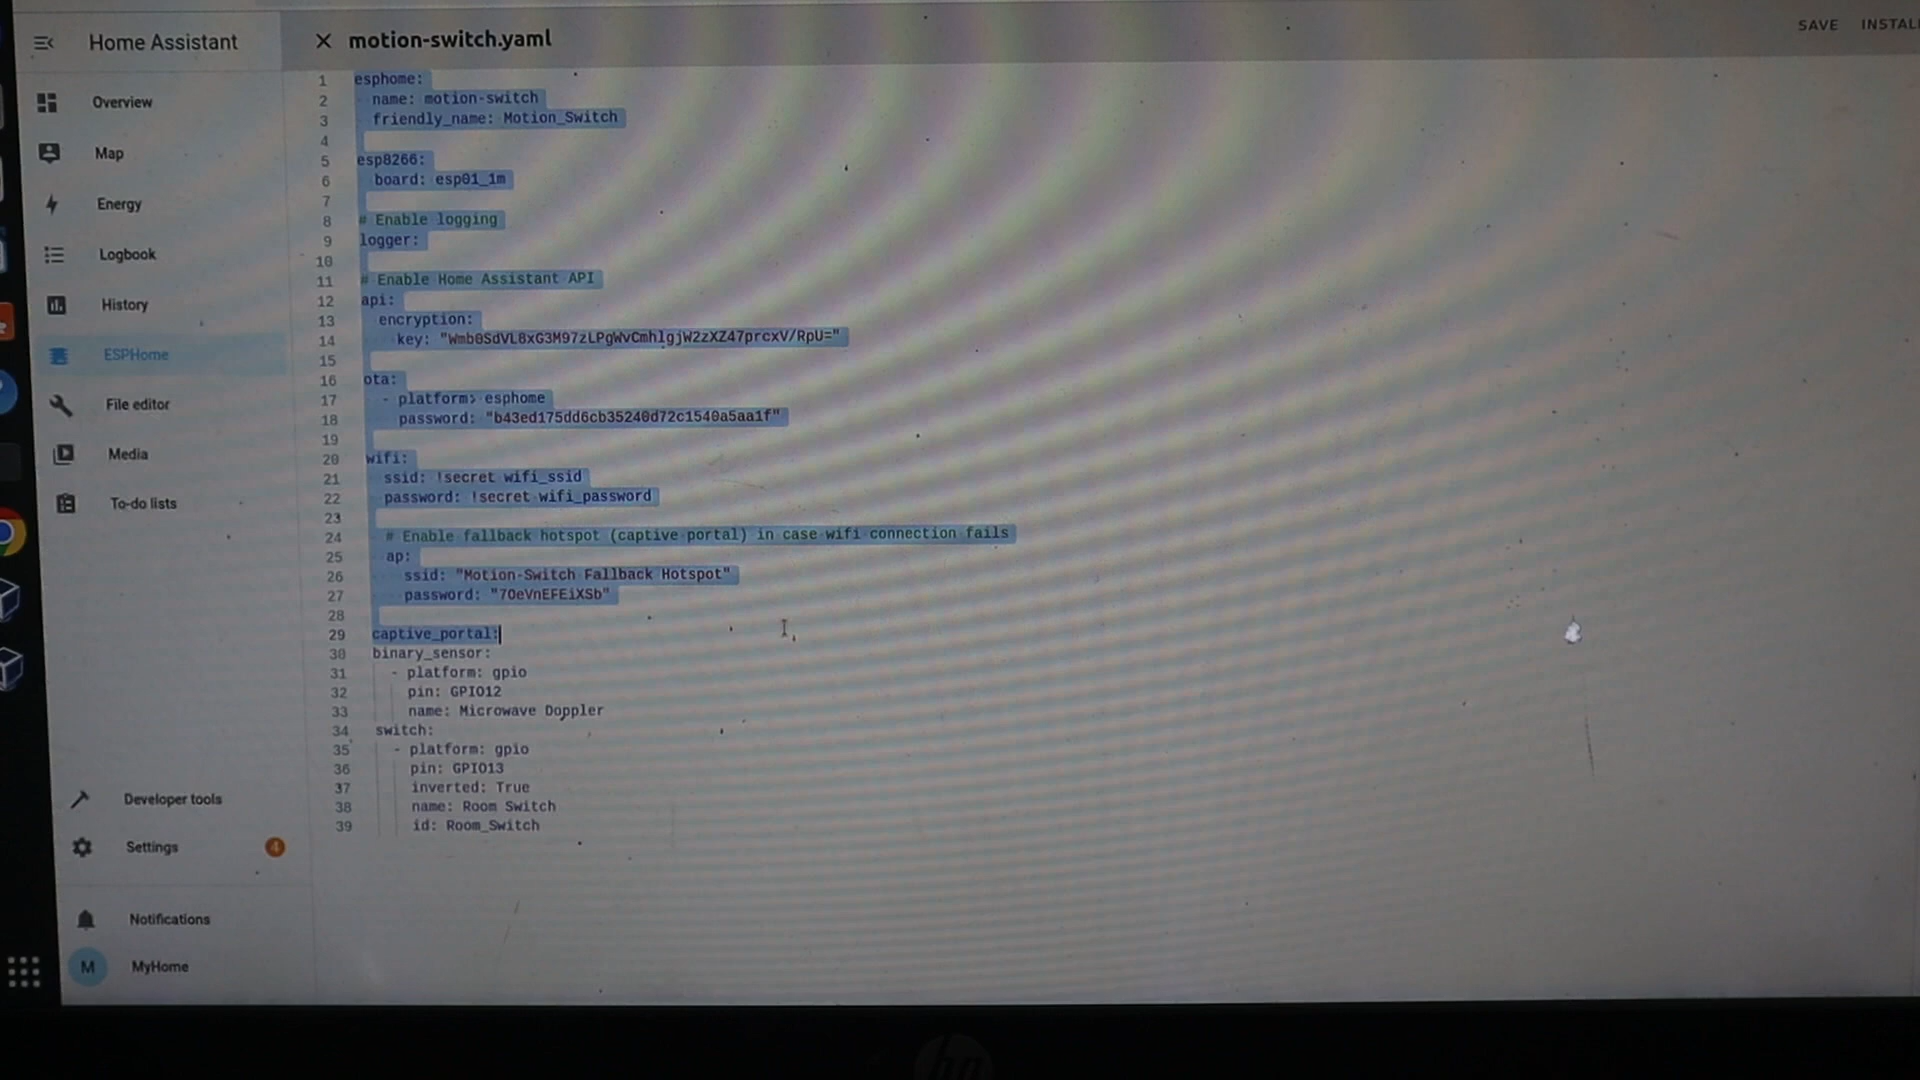 Home Assistant
motion-switch.yaml
SAVE
INSTALL
Overview
Map
Energy
Logbook
History
ESPHome
File editor
Media
To-do lists
Developer tools
Settings
4
Notifications
M
MyHome
1 esphome:
2 name: motion-switch
3 friendly_name: Motion_Switch
4
5 esp8266:
6 board: esp01_1m
7
8 # Enable logging
9 logger:
10
11 # Enable Home Assistant API
12 api:
13 encryption:
14 key: "Wmb0SdVL8xG3M97zLPgWvCmhlgjW2zXZ47prcxV/RpU="
15
16 ota:
17 - platform: esphome
18 password: "b43ed175dd6cb35240d72c1540a5aa1f"
19
20 wifi:
21 ssid: !secret wifi_ssid
22 password: !secret wifi_password
23
24 # Enable fallback hotspot (captive portal) in case wifi connection fails
25 ap:
26 ssid: "Motion-Switch Fallback Hotspot"
27 password: "7OeVnEFEiXSb"
28
29 captive_portal:
30 binary_sensor:
31 - platform: gpio
32 pin: GPIO12
33 name: Microwave Doppler
34 switch:
35 - platform: gpio
36 pin: GPIO13
37 inverted: True
38 name: Room Switch
39 id: Room_Switch
hp